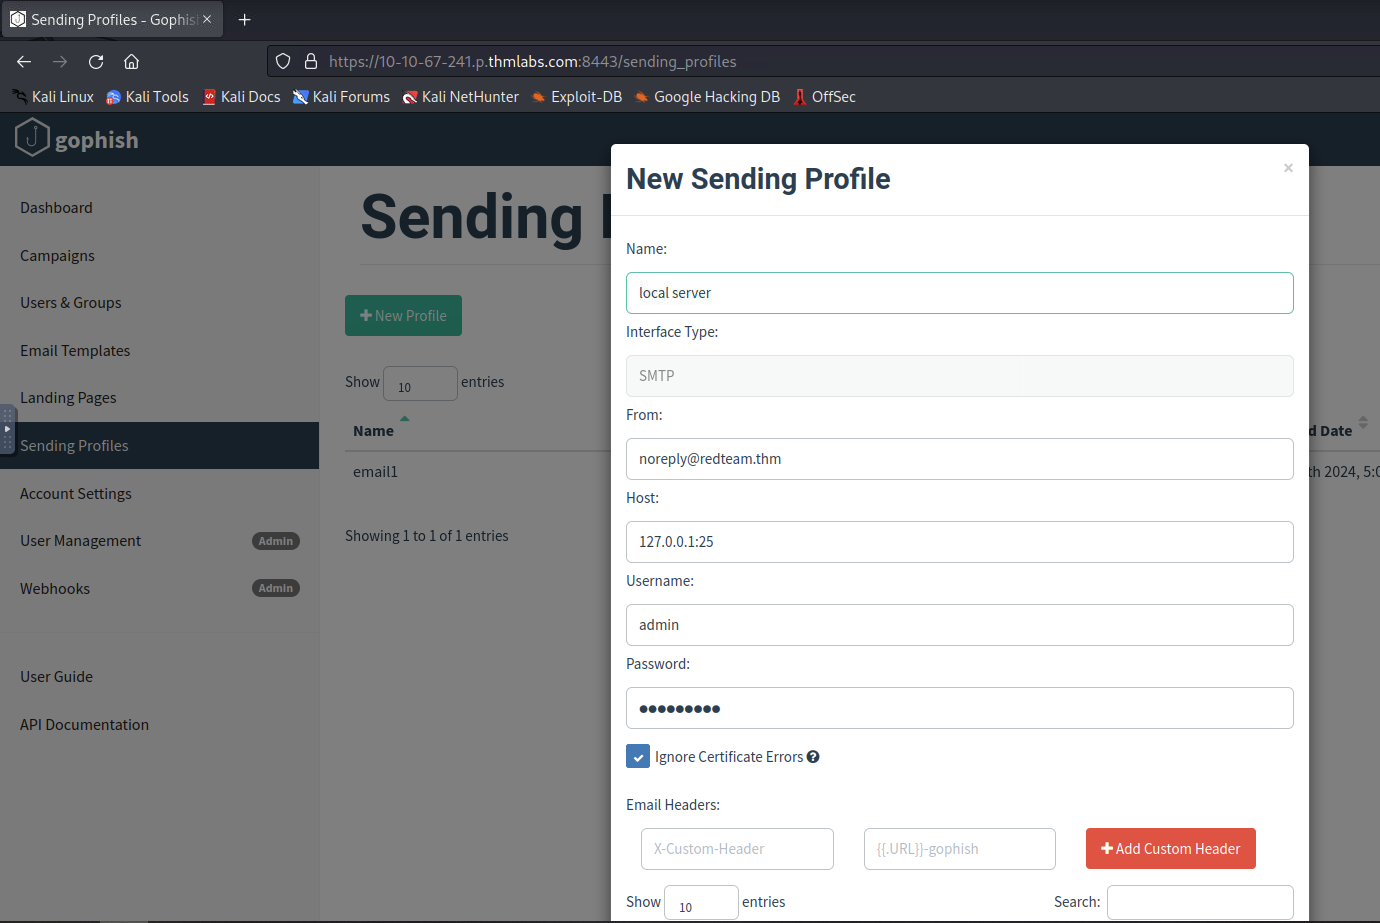 Sending Profiles - Gophis
https://10-10-67-241.p.thmlabs.com:8443/sending_profiles
Kali Linux Kali Tools Kali Docs Kali Forums Kali NetHunter Exploit-DB Google Hacking DB OffSec
gophish
Dashboard
Campaigns
Users & Groups
Email Templates
Landing Pages
Sending Profiles
Account Settings
User Management Admin
Webhooks Admin
User Guide
API Documentation
Sending
+ New Profile
Show 10 entries
Name
d Date
email1
th 2024, 5:0
Showing 1 to 1 of 1 entries
New Sending Profile ×
Name:
local server
Interface Type:
SMTP
From:
noreply@redteam.thm
Host:
127.0.0.1:25
Username:
admin
Password:
●●●●●●●●●
Ignore Certificate Errors
Email Headers:
X-Custom-Header {{.URL}}-gophish + Add Custom Header
Show 10 entries Search: